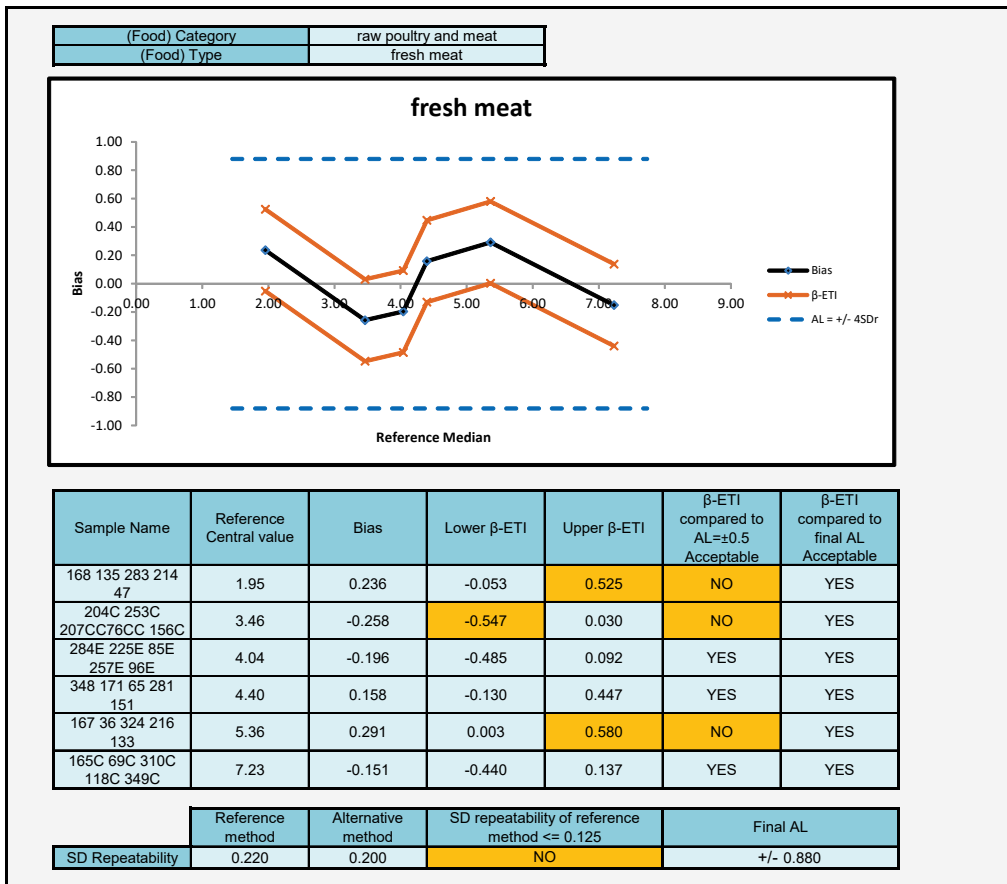 (Food) Category raw poultry and meat
(Food) Type fresh meat
fresh meat
1.00
0.80
0.60
0.40
0.20
0.00
-0.20
-0.40
-0.60
-0.80
-1.00
0.00 1.00 2.00 3.00 4.00 5.00 6.00 7.00 8.00 9.00
Bias
Reference Median
Bias
β-ETI
AL = +/- 4SDr
Sample Name Reference Central value Bias Lower β-ETI Upper β-ETI β-ETI compared to AL=±0.5 Acceptable β-ETI compared to final AL Acceptable
168 135 283 214 47 1.95 0.236 -0.053 0.525 NO YES
204C 253C 207CC76CC 156C 3.46 -0.258 -0.547 0.030 NO YES
284E 225E 85E 257E 96E 4.04 -0.196 -0.485 0.092 YES YES
348 171 65 281 151 4.40 0.158 -0.130 0.447 YES YES
167 36 324 216 133 5.36 0.291 0.003 0.580 NO YES
165C 69C 310C 118C 349C 7.23 -0.151 -0.440 0.137 YES YES
Reference method Alternative method SD repeatability of reference method <= 0.125 Final AL
SD Repeatability 0.220 0.200 NO +/- 0.880